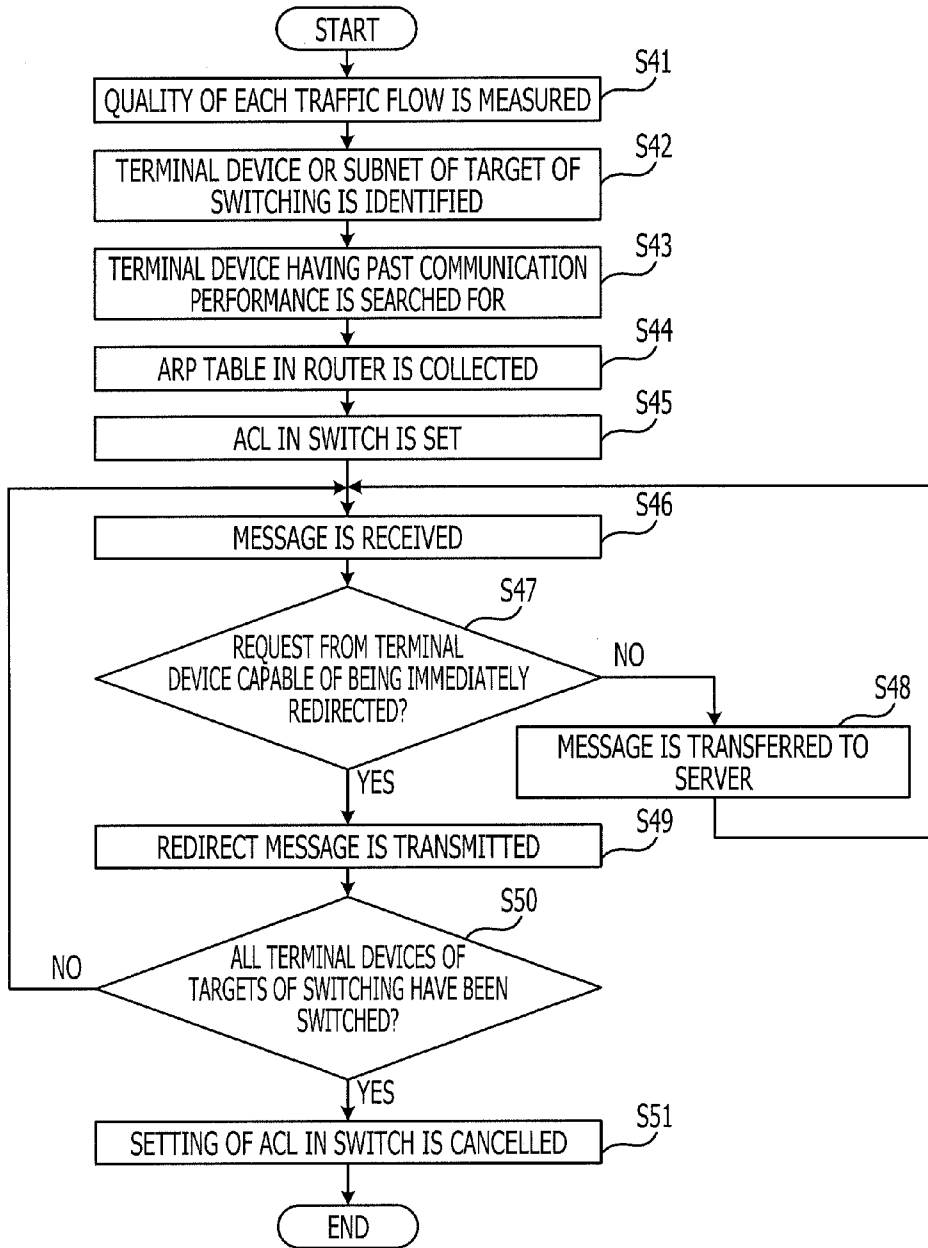 START
S41
QUALITY OF EACH TRAFFIC FLOW IS MEASURED
S42
TERMINAL DEVICE OR SUBNET OF TARGET OF
SWITCHING IS IDENTIFIED
S43
TERMINAL DEVICE HAVING PAST COMMUNICATION
PERFORMANCE IS SEARCHED FOR
S44
ARP TABLE IN ROUTER IS COLLECTED
S45
ACL IN SWITCH IS SET
S46
MESSAGE IS RECEIVED
S47
REQUEST FROM TERMINAL
DEVICE CAPABLE OF BEING IMMEDIATELY
REDIRECTED?
NO
S48
MESSAGE IS TRANSFERRED TO
SERVER
YES
S49
REDIRECT MESSAGE IS TRANSMITTED
S50
ALL TERMINAL DEVICES OF
TARGETS OF SWITCHING HAVE BEEN
SWITCHED?
NO
YES
S51
SETTING OF ACL IN SWITCH IS CANCELLED
END